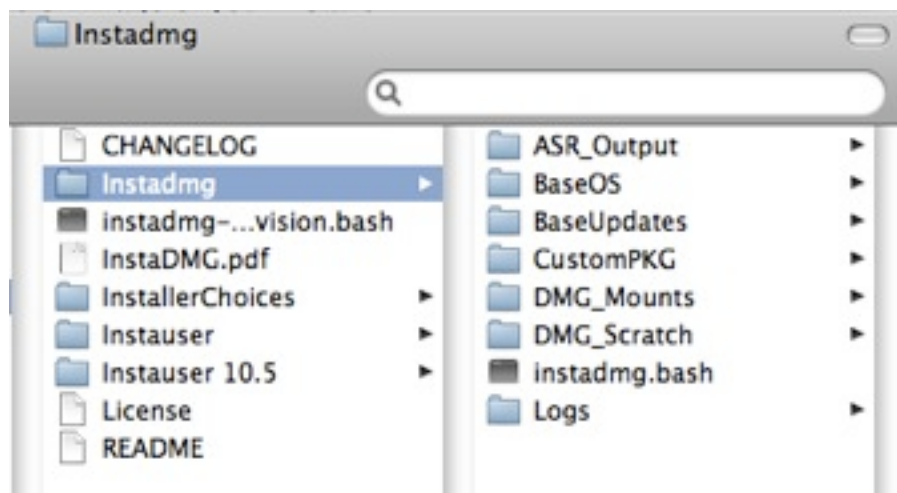 Instadmg
CHANGELOG
Instadmg
instadmg-...vision.bash
InstaDMG.pdf
InstallerChoices
Instauser
Instauser 10.5
License
README
ASR_Output
BaseOS
BaseUpdates
CustomPKG
DMG_Mounts
DMG_Scratch
instadmg.bash
Logs